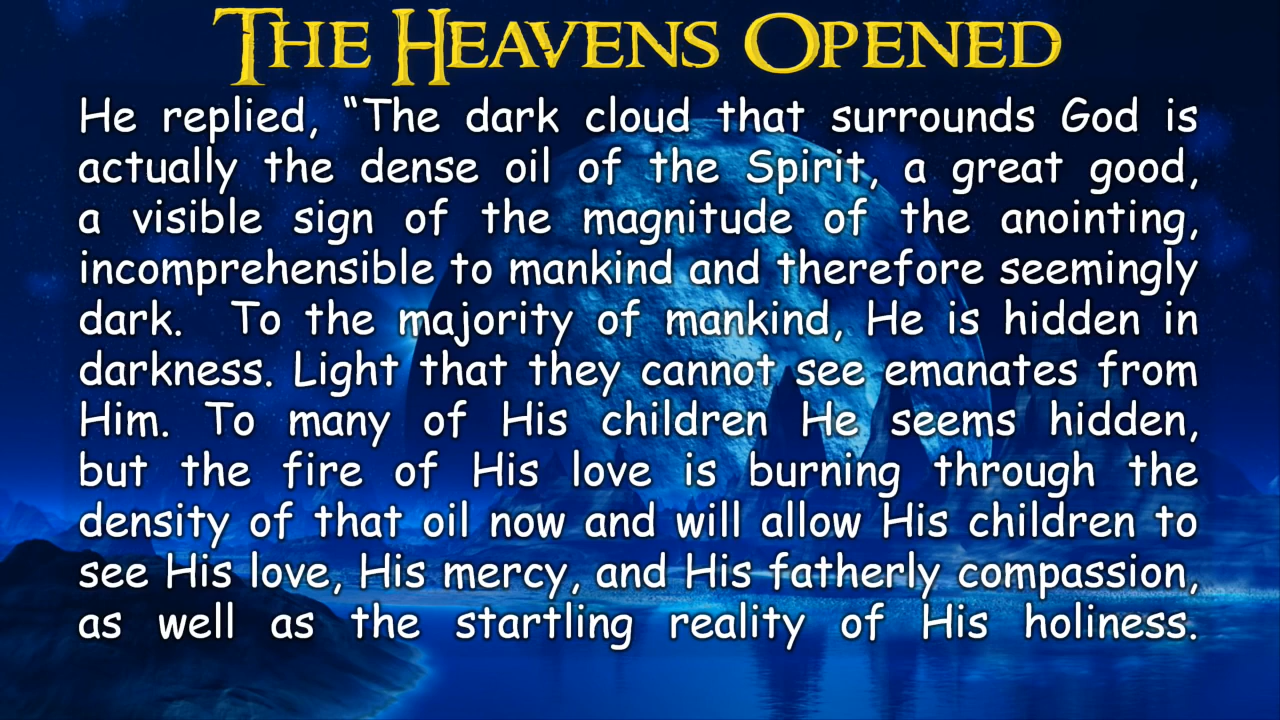 THE HEAVENS OPENED
He replied, “The dark cloud that surrounds God is
actually the dense oil of the Spirit, a great good,
a visible sign of the magnitude of the anointing,
incomprehensible to mankind and therefore seemingly
dark. To the majority of mankind, He is hidden in
darkness. Light that they cannot see emanates from
Him. To many of His children He seems hidden,
but the fire of His love is burning through the
density of that oil now and will allow His children to
see His love, His mercy, and His fatherly compassion,
as well as the startling reality of His holiness.